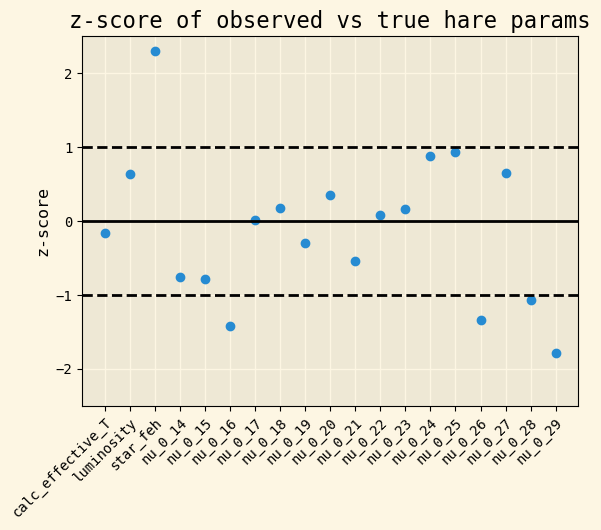 z-score of observed vs true hare params
z-score
2
1
0
−1
−2
calc_effective_T
luminosity
star_feh
nu_0_14
nu_0_15
nu_0_16
nu_0_17
nu_0_18
nu_0_19
nu_0_20
nu_0_21
nu_0_22
nu_0_23
nu_0_24
nu_0_25
nu_0_26
nu_0_27
nu_0_28
nu_0_29